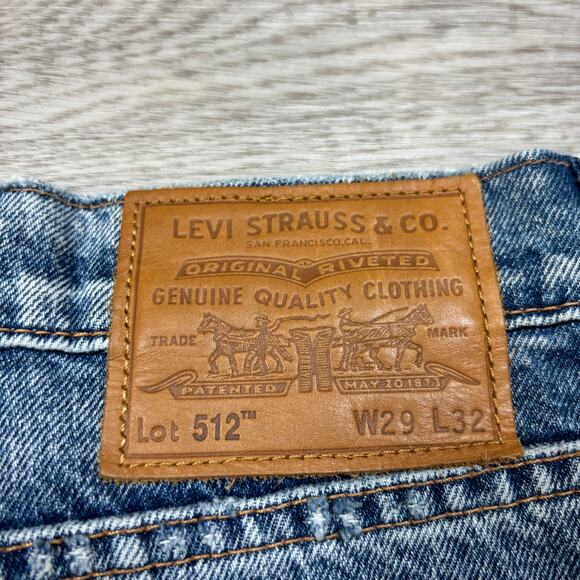 LEVI STRAUSS & CO.
SAN FRANCISCO, CAL.
ORIGINAL RIVETED
GENUINE QUALITY CLOTHING
TRADE MARK
PATENTED MAY 20 1873
Lot 512™ W29 L32